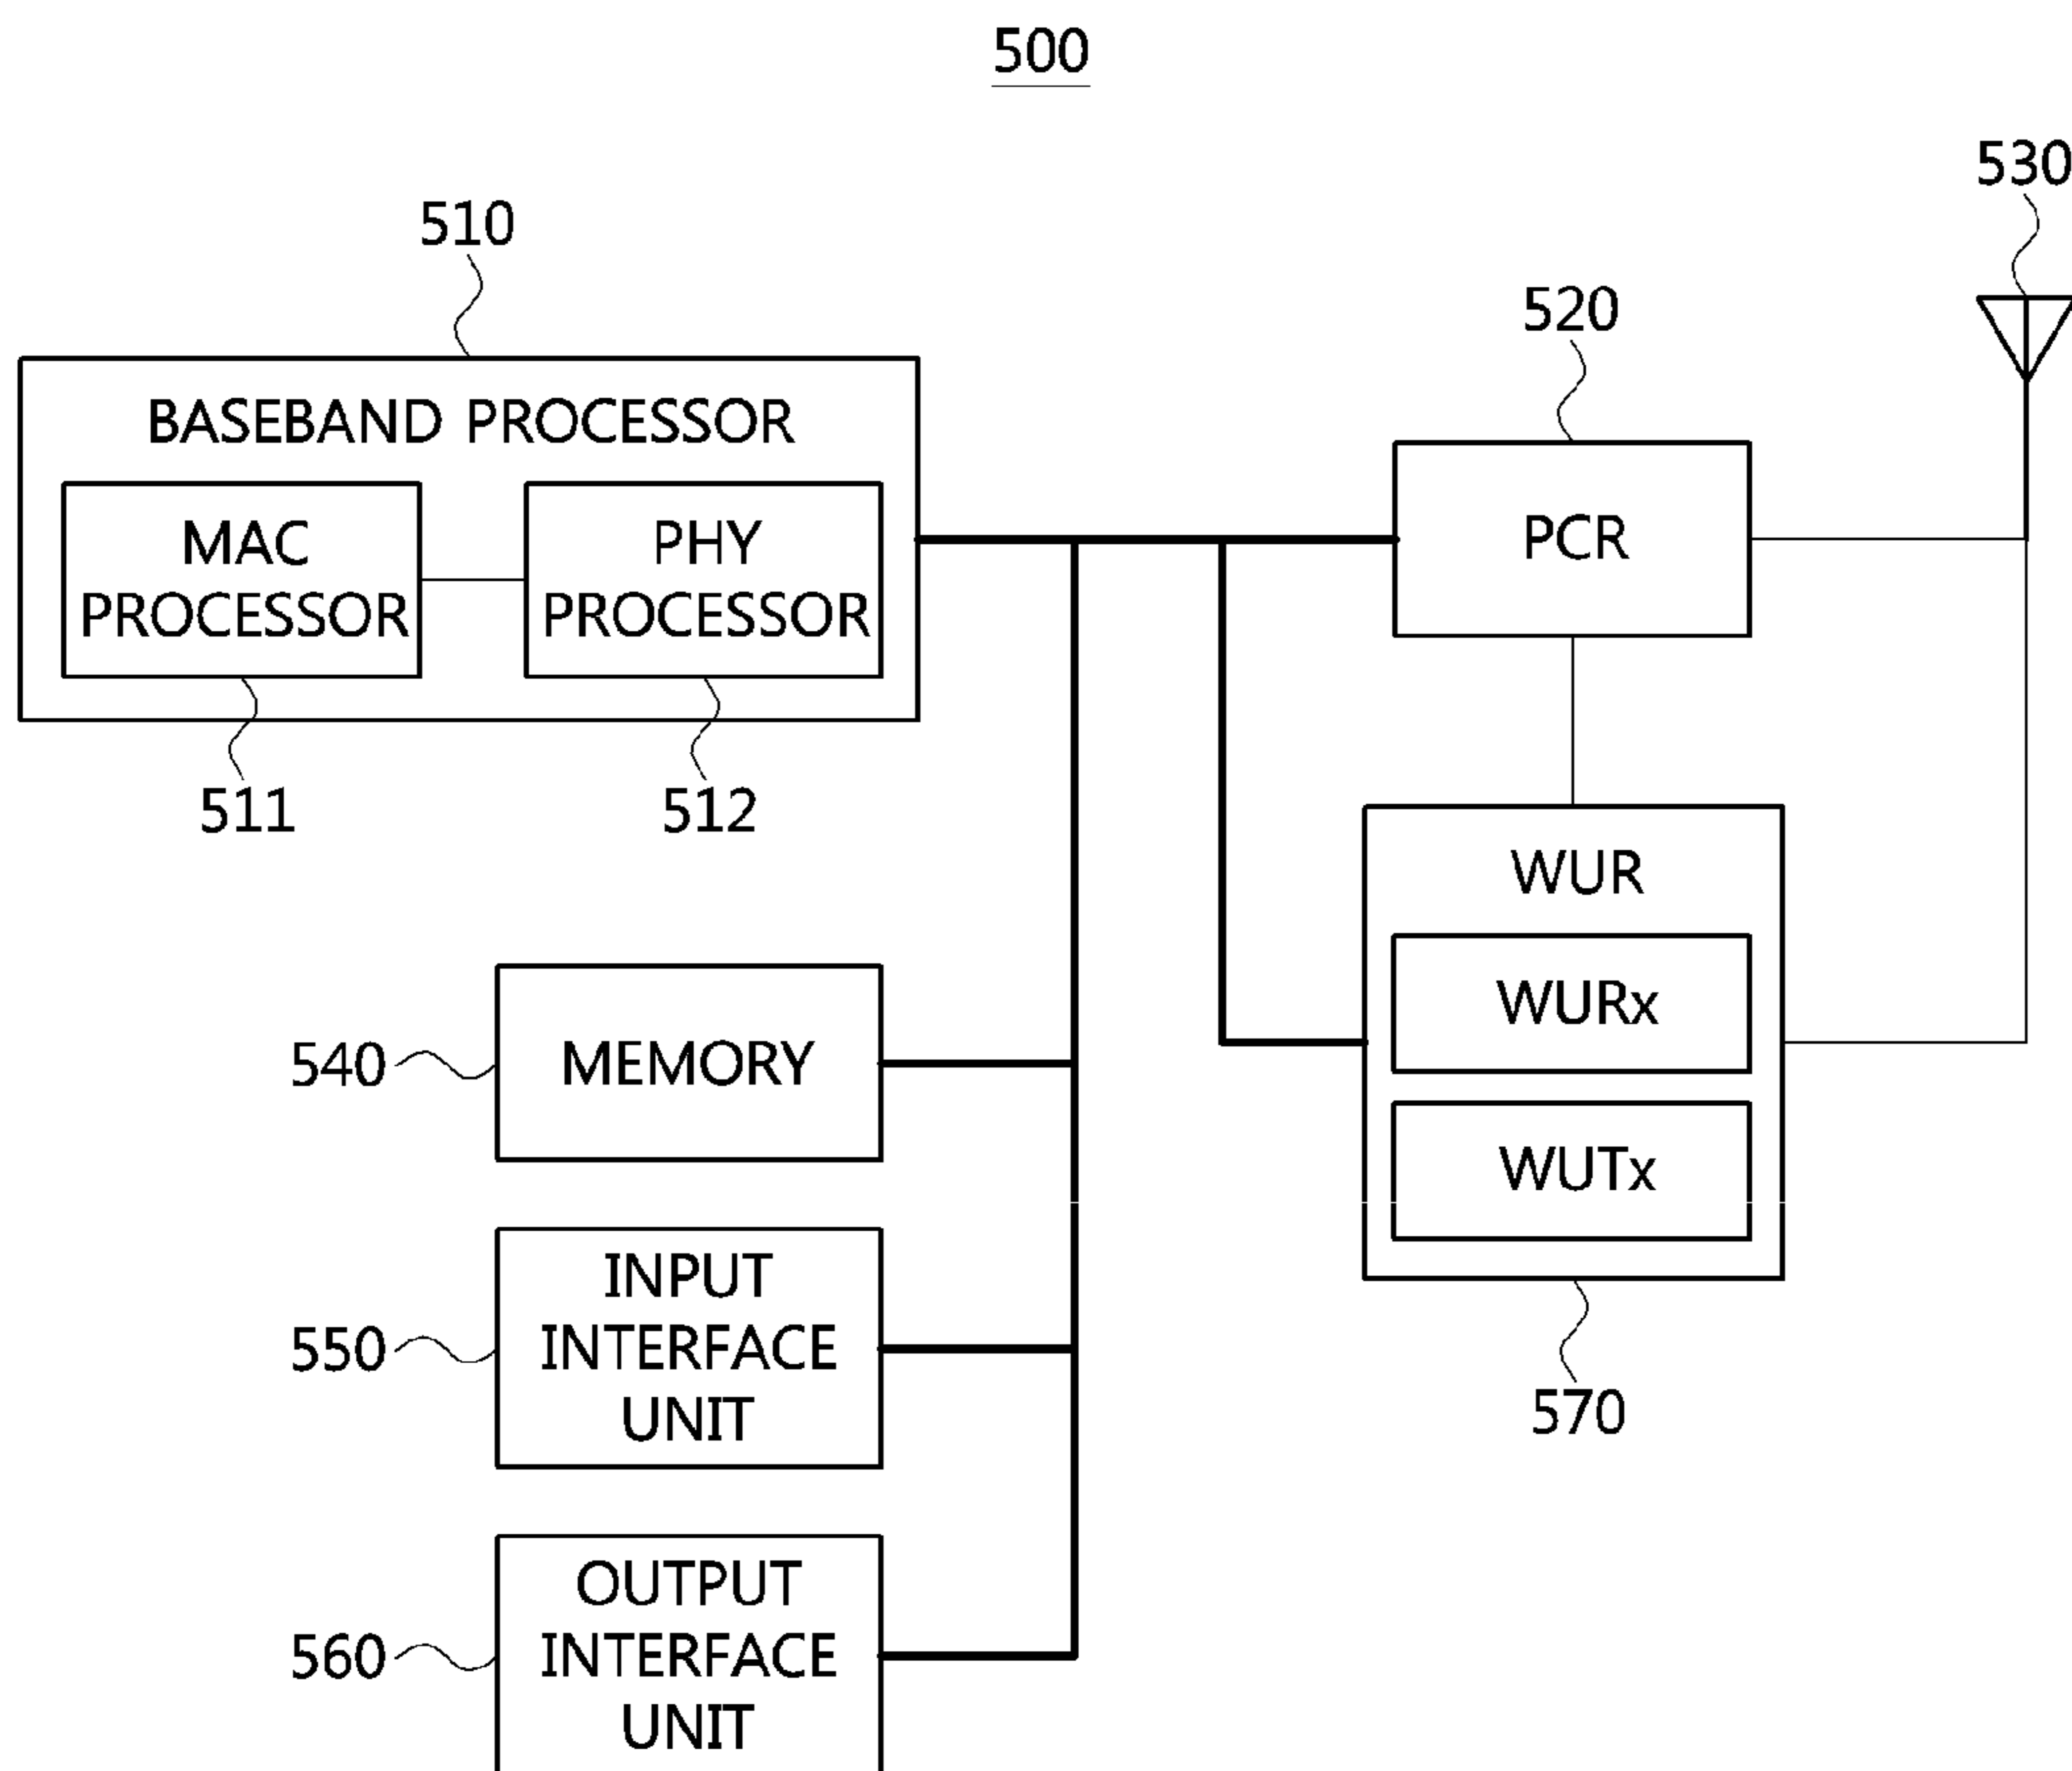 500
530
510
520
BASEBAND PROCESSOR
MAC
PROCESSOR
PHY
PROCESSOR
PCR
511
512
WUR
WURx
540
MEMORY
WUTx
INPUT
INTERFACE
UNIT
550
570
OUTPUT
INTERFACE
UNIT
560